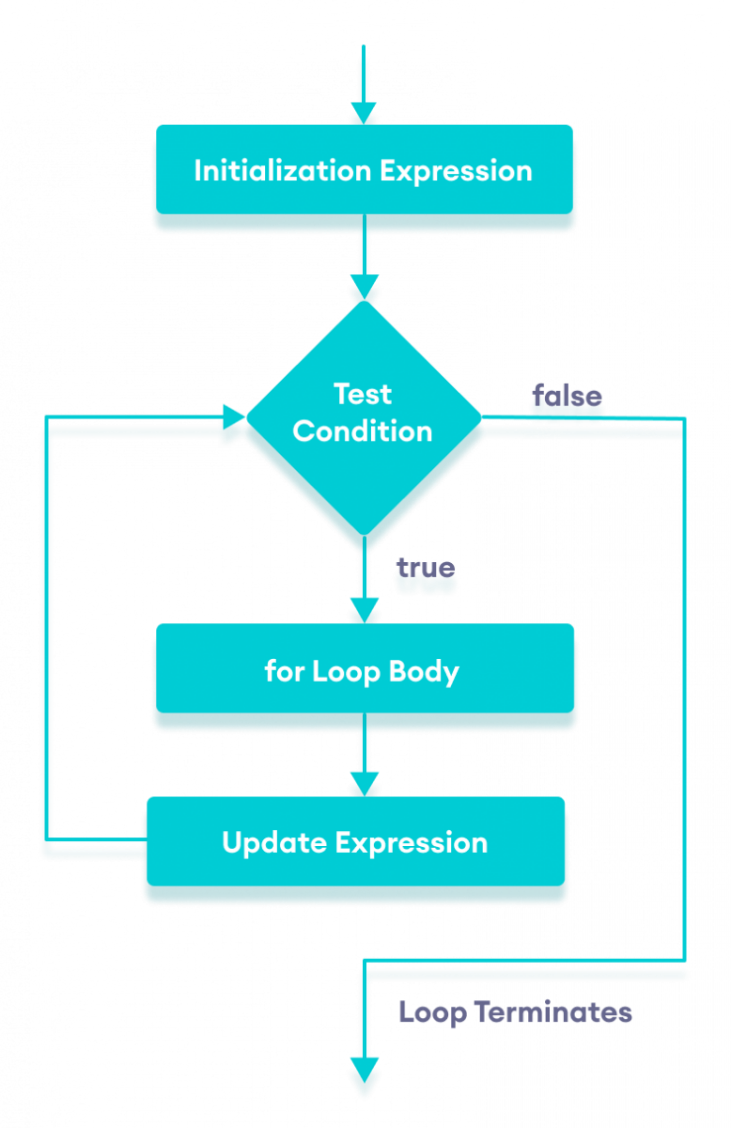 Initialization Expression
Test
Condition
false
true
for Loop Body
Update Expression
Loop Terminates